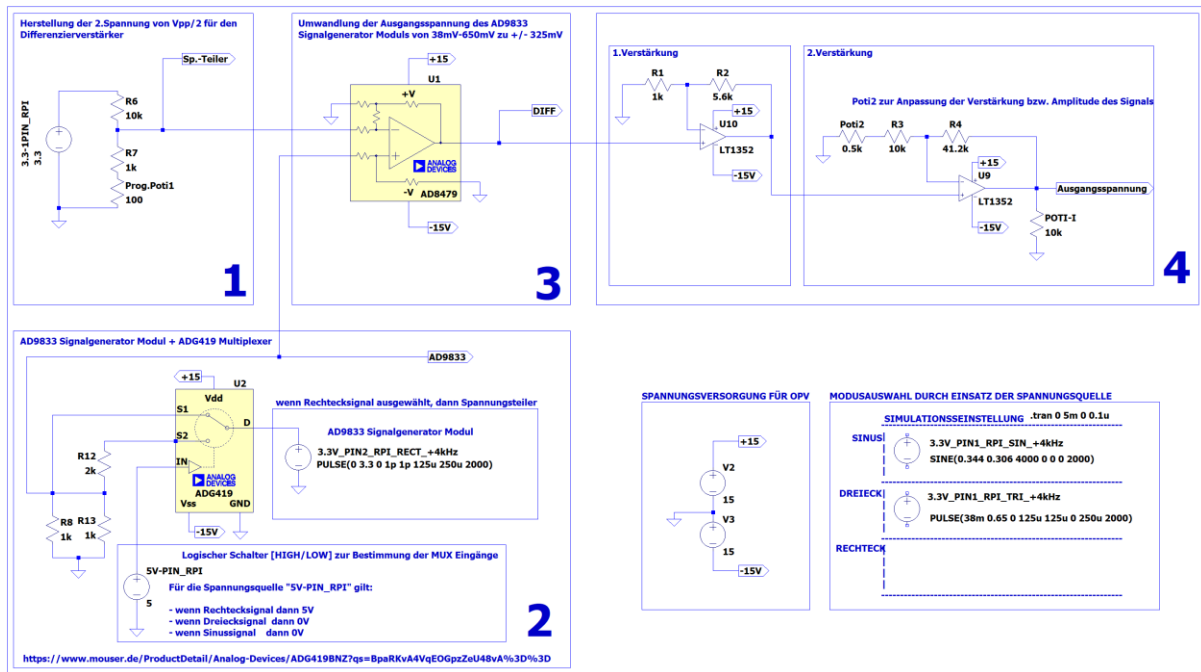 Herstellung der 2.Spannung von Vpp/2 für den
Differenzierverstärker
Sp.-Teiler
R6
10k
3.3-1PIN_RPI
3.3
R7
1k
Prog.Poti1
100
1
Umwandlung der Ausgangsspannung des AD9833
Signalgenerator Moduls von 38mV-650mV zu +/- 325mV
+15
U1
+V
DIFF
ANALOG
DEVICES
-V
AD8479
-15V
3
1.Verstärkung
R1
1k
R2
5.6k
+15
U10
LT1352
-15V
2.Verstärkung
Poti2 zur Anpassung der Verstärkung bzw. Amplitude des Signals
Poti2
0.5k
R3
10k
R4
41.2k
+15
U9
LT1352
-15V
Ausgangsspannung
POTI-I
10k
4
AD9833 Signalgenerator Modul + ADG419 Multiplexer
AD9833
+15
U2
Vdd
S1
D
S2
IN
ANALOG
DEVICES
ADG419
Vss
GND
-15V
R12
2k
R8
1k
R13
1k
wenn Rechtecksignal ausgewählt, dann Spannungsteiler
AD9833 Signalgenerator Modul
3.3V_PIN2_RPI_RECT_+4kHz
PULSE(0 3.3 0 1p 1p 125u 250u 2000)
Logischer Schalter [HIGH/LOW] zur Bestimmung der MUX Eingänge
5V-PIN_RPI
5
Für die Spannungsquelle "5V-PIN_RPI" gilt:
- wenn Rechtecksignal dann 5V
- wenn Dreiecksignal dann 0V
- wenn Sinussignal dann 0V
2
https://www.mouser.de/ProductDetail/Analog-Devices/ADG419BNZ?qs=BpaRKvA4VqEOGpzZeU48vA%3D%3D
SPANNUNGSVERSORGUNG FÜR OPV
+15
V2
15
V3
15
-15V
MODUSAUSWAHL DURCH EINSATZ DER SPANNUNGSQUELLE
SIMULATIONSSEINSTELLUNG .tran 0 5m 0 0.1u
SINUS
3.3V_PIN1_RPI_SIN_+4kHz
SINE(0.344 0.306 4000 0 0 0 2000)
DREIECK
3.3V_PIN1_RPI_TRI_+4kHz
PULSE(38m 0.65 0 125u 125u 0 250u 2000)
RECHTECK